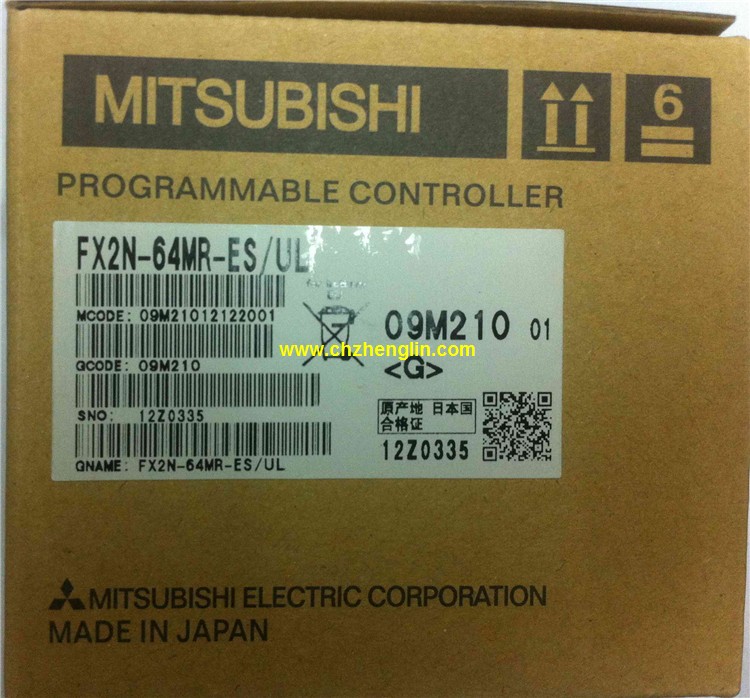 MITSUBISHI
6
PROGRAMMABLE CONTROLLER
FX2N-64MR-ES/UL
MCODE: 09M21012122001
GCODE: 09M210
SNO: 12Z0335
GNAME: FX2N-64MR-ES/UL
09M210 01
<G>
原产地 日本国
合格证
12Z0335
www.chzhenglin.com
MITSUBISHI ELECTRIC CORPORATION
MADE IN JAPAN